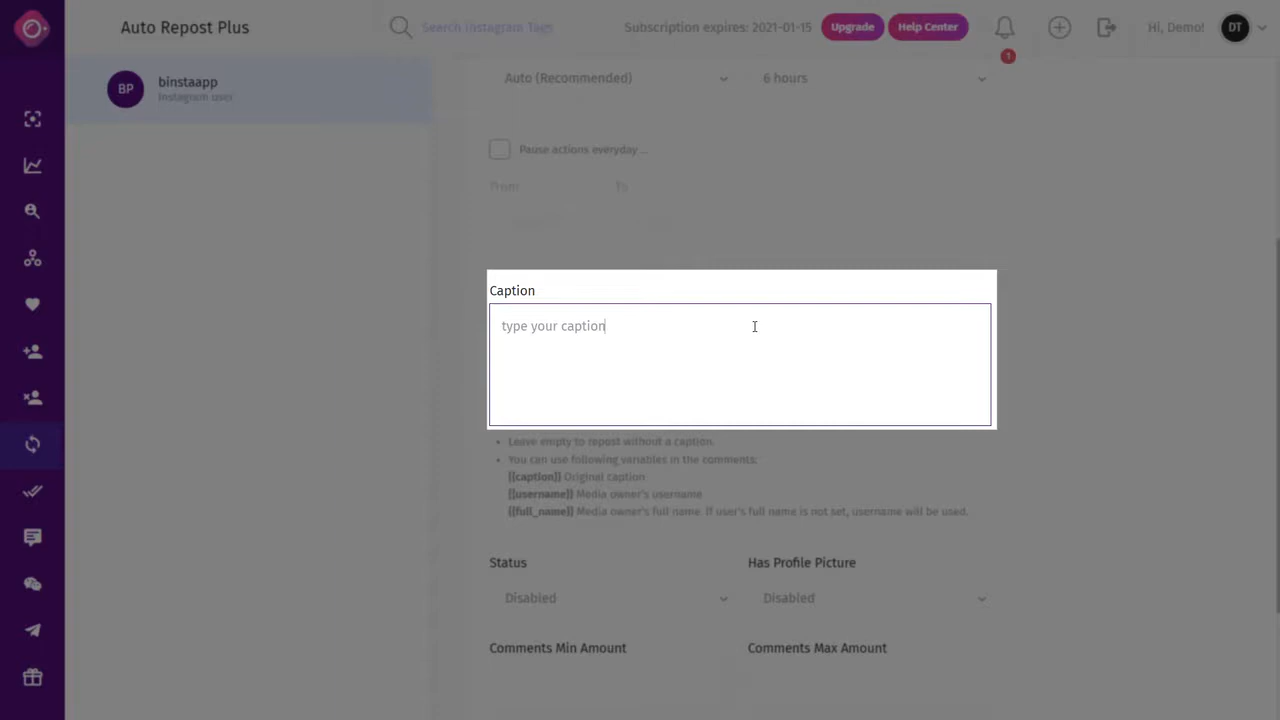 Auto Repost Plus
Search Instagram Tags
Subscription expires: 2021-01-15
Upgrade
Help Center
1
Hi, Demo!
DT
BP
binstaapp
Instagram user
Auto (Recommended)
6 hours
Pause actions everyday ...
From
To
Caption
type your caption
Leave empty to repost without a caption.
You can use following variables in the comments:
{{caption}} Original caption
{{username}} Media owner's username
{{full_name}} Media owner's full name. If user's full name is not set, username will be used.
Status
Has Profile Picture
Disabled
Disabled
Comments Min Amount
Comments Max Amount